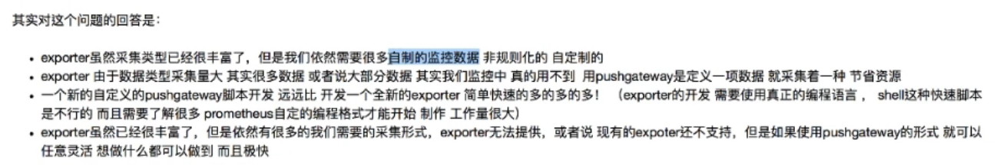 其实对这个问题的回答是：
• exporter虽然采集类型已经很丰富了，但是我们依然需要很多自制的监控数据 非规则化的 自定制的
• exporter 由于数据类型采集量大 其实很多数据 或者说大部分数据 其实我们监控中 真的用不到 用pushgateway是定义一项数据 就采集着一种 节省资源
• 一个新的自定义的pushgateway脚本开发 远远比 开发一个全新的exporter 简单快速的多的多的多！ （exporter的开发 需要使用真正的编程语言 ， shell这种快速脚本
是不行的 而且需要了解很多 prometheus自定的编程格式才能开始 制作 工作量很大）
• exporter虽然已经很丰富了，但是依然有很多的我们需要的采集形式，exporter无法提供，或者说 现有的expoter还不支持，但是如果使用pushgateway的形式 就可以
任意灵活 想做什么都可以做到 而且极快